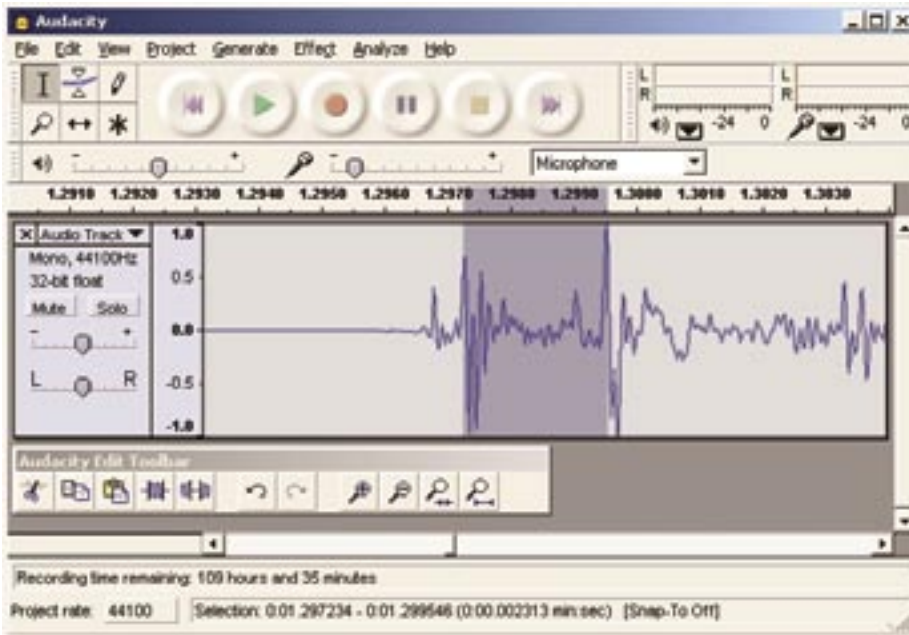 Audacity
File Edit View Project Generate Effect Analyze Help
L
R
-24 0
L
R
-24 0
- +
- +
Microphone
1.2910 1.2920 1.2930 1.2940 1.2950 1.2960 1.2970 1.2980 1.2990 1.3000 1.3010 1.3020 1.3030
X Audio Track
Mono, 44100Hz
32-bit float
Mute Solo
- +
L R
1.0
0.5
0.0
-0.5
-1.0
Audacity Edit Toolbar
Recording time remaining: 109 hours and 35 minutes
Project rate: 44100 Selection: 0:01.297234 - 0:01.299546 (0:00.002313 min:sec) [Snap-To Off]